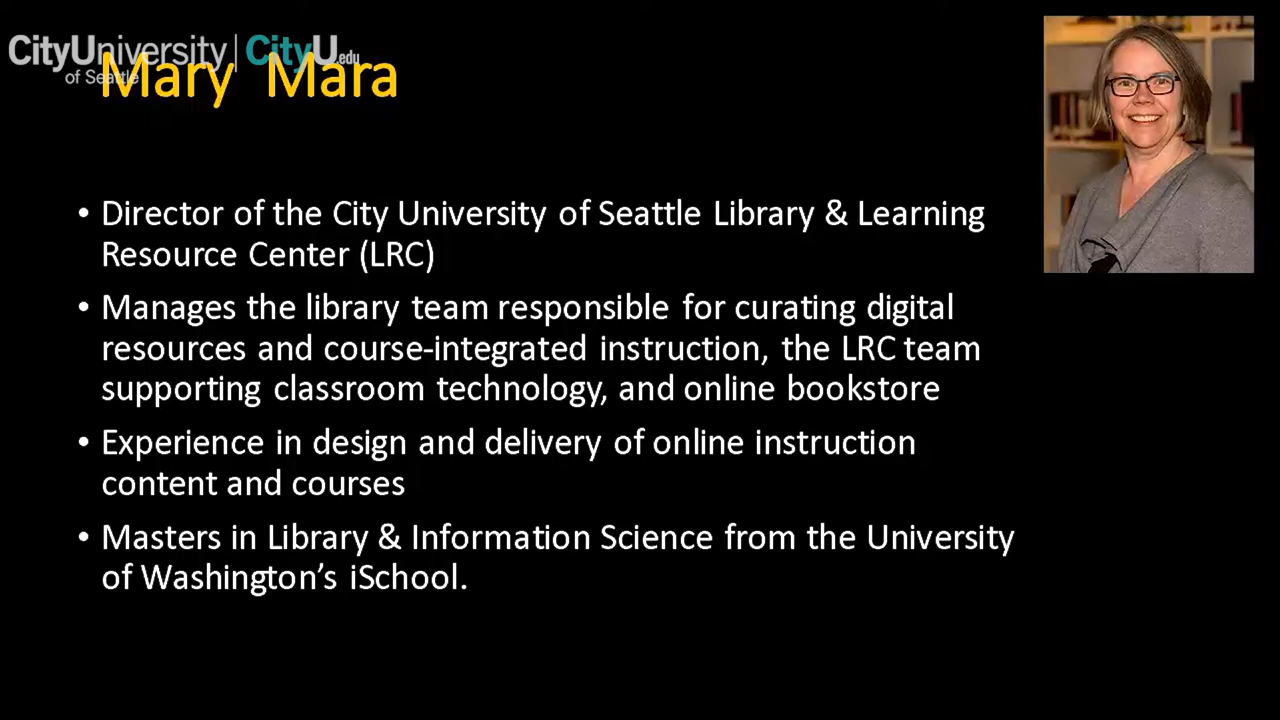 CityUniversity | CityU.edu
of Seattle
Mary Mara
• Director of the City University of Seattle Library & Learning
Resource Center (LRC)
• Manages the library team responsible for curating digital
resources and course-integrated instruction, the LRC team
supporting classroom technology, and online bookstore
• Experience in design and delivery of online instruction
content and courses
• Masters in Library & Information Science from the University
of Washington’s iSchool.